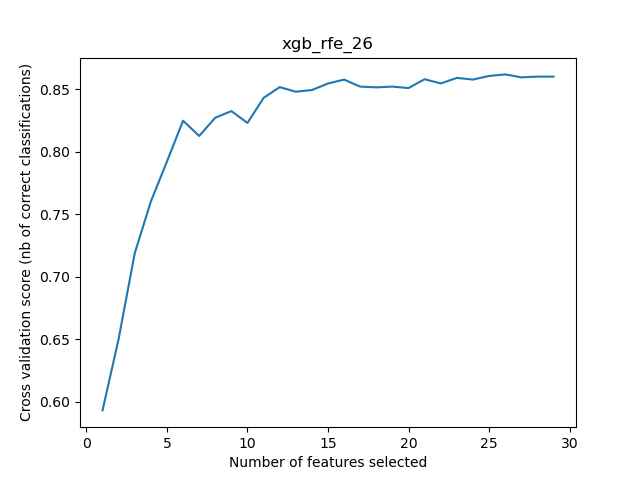 xgb_rfe_26
Cross validation score (nb of correct classifications)
0.85
0.80
0.75
0.70
0.65
0.60
0 5 10 15 20 25 30
Number of features selected